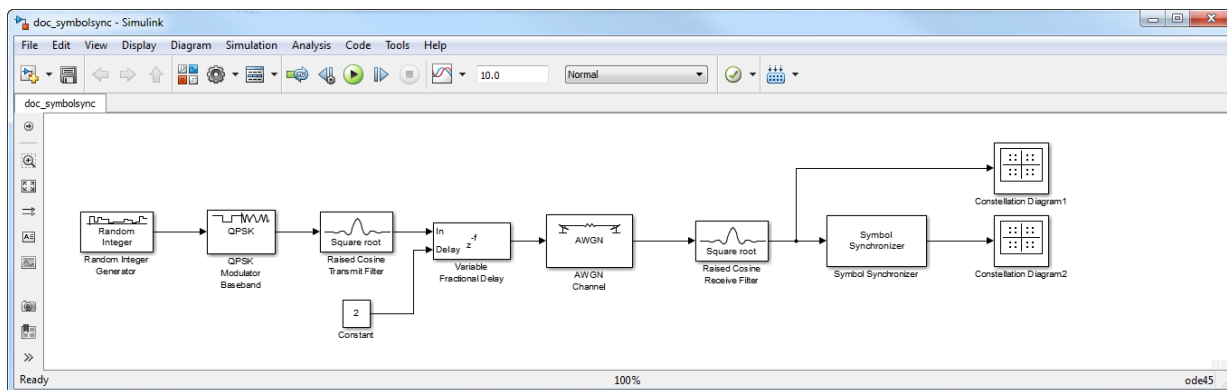 doc_symbolsync - Simulink
File Edit View Display Diagram Simulation Analysis Code Tools Help
10.0
Normal
doc_symbolsync
Random
Integer
Random Integer
Generator
QPSK
QPSK
Modulator
Baseband
Square root
Raised Cosine
Transmit Filter
In
Delay
z
-f
Variable
Fractional Delay
2
Constant
AWGN
AWGN
Channel
Square root
Raised Cosine
Receive Filter
Symbol
Synchronizer
Symbol Synchronizer
Constellation Diagram1
Constellation Diagram2
Ready
100%
ode45